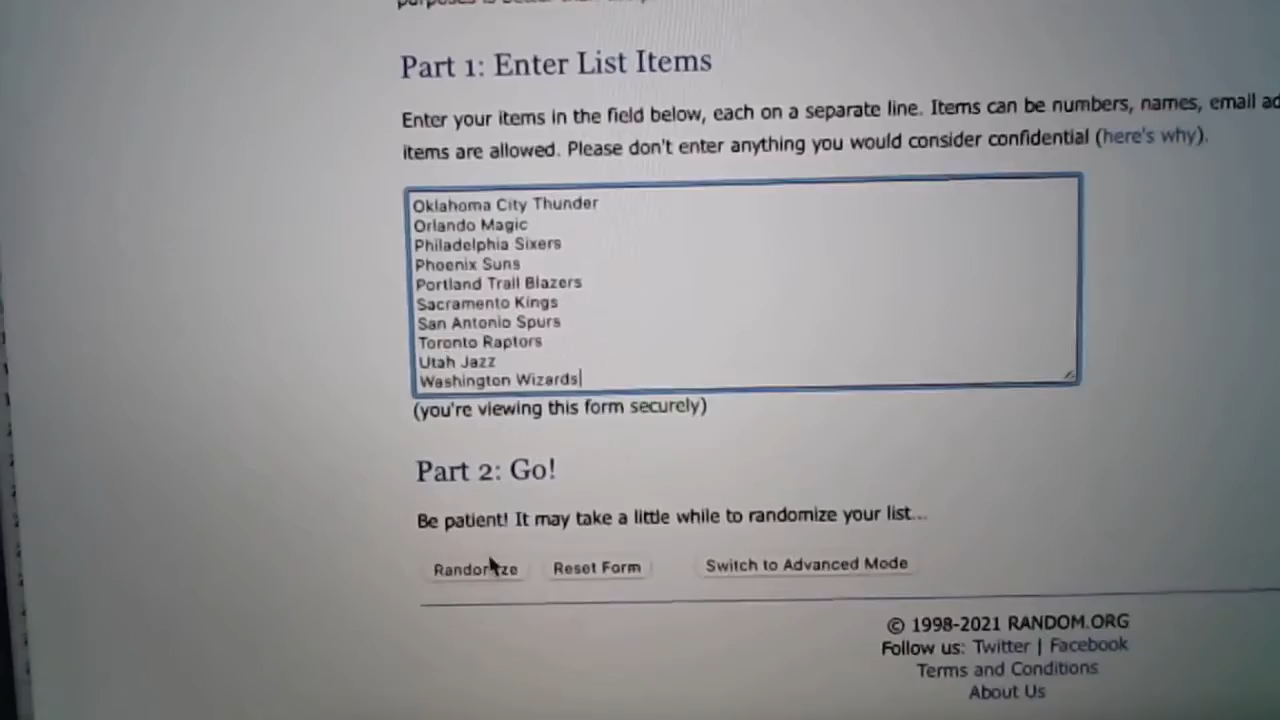 Part 1: Enter List Items
Enter your items in the field below, each on a separate line. Items can be numbers, names, email ad
items are allowed. Please don't enter anything you would consider confidential (here's why).
Oklahoma City Thunder
Orlando Magic
Philadelphia Sixers
Phoenix Suns
Portland Trail Blazers
Sacramento Kings
San Antonio Spurs
Toronto Raptors
Utah Jazz
Washington Wizards
(you're viewing this form securely)
Part 2: Go!
Be patient! It may take a little while to randomize your list...
Randomize Reset Form Switch to Advanced Mode
© 1998-2021 RANDOM.ORG
Follow us: Twitter | Facebook
Terms and Conditions
About Us